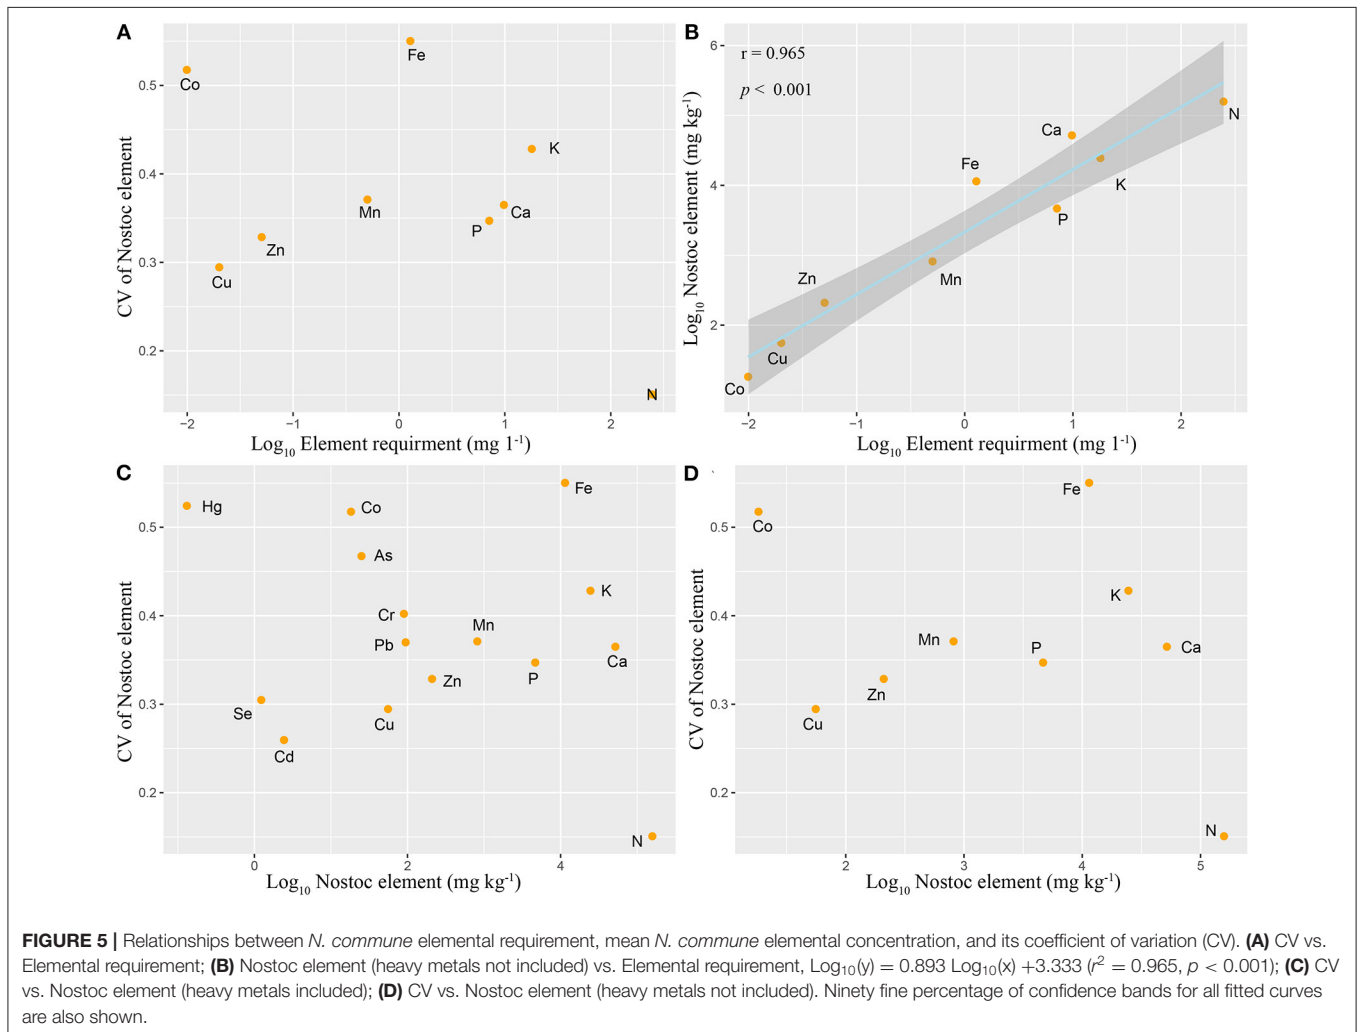 A
CV of Nostoc element
0.5
0.4
0.3
0.2
Co
Fe
K
Mn
Ca
P
Zn
Cu
N
−2 −1 0 1 2
Log10 Element requirment (mg 1-1)
B
r = 0.965
p < 0.001
Log10 Nostoc element (mg kg-1)
6
4
2
N
Ca
Fe
K
P
Zn
Mn
Cu
Co
−2 −1 0 1 2
Log10 Element requirment (mg 1-1)
C
CV of Nostoc element
0.5
0.4
0.3
0.2
Fe
Hg
Co
As
K
Cr
Mn
Pb
Ca
Zn
P
Se
Cu
Cd
N
0 2 4
Log10 Nostoc element (mg kg-1)
D
CV of Nostoc element
0.5
0.4
0.3
0.2
Fe
Co
K
Mn
P
Ca
Zn
Cu
N
2 3 4 5
Log10 Nostoc element (mg kg-1)
FIGURE 5 | Relationships between N. commune elemental requirement, mean N. commune elemental concentration, and its coefficient of variation (CV). (A) CV vs.
Elemental requirement; (B) Nostoc element (heavy metals not included) vs. Elemental requirement, Log10(y) = 0.893 Log10(x) +3.333 (r2 = 0.965, p < 0.001); (C) CV
vs. Nostoc element (heavy metals included); (D) CV vs. Nostoc element (heavy metals not included). Ninety fine percentage of confidence bands for all fitted curves
are also shown.